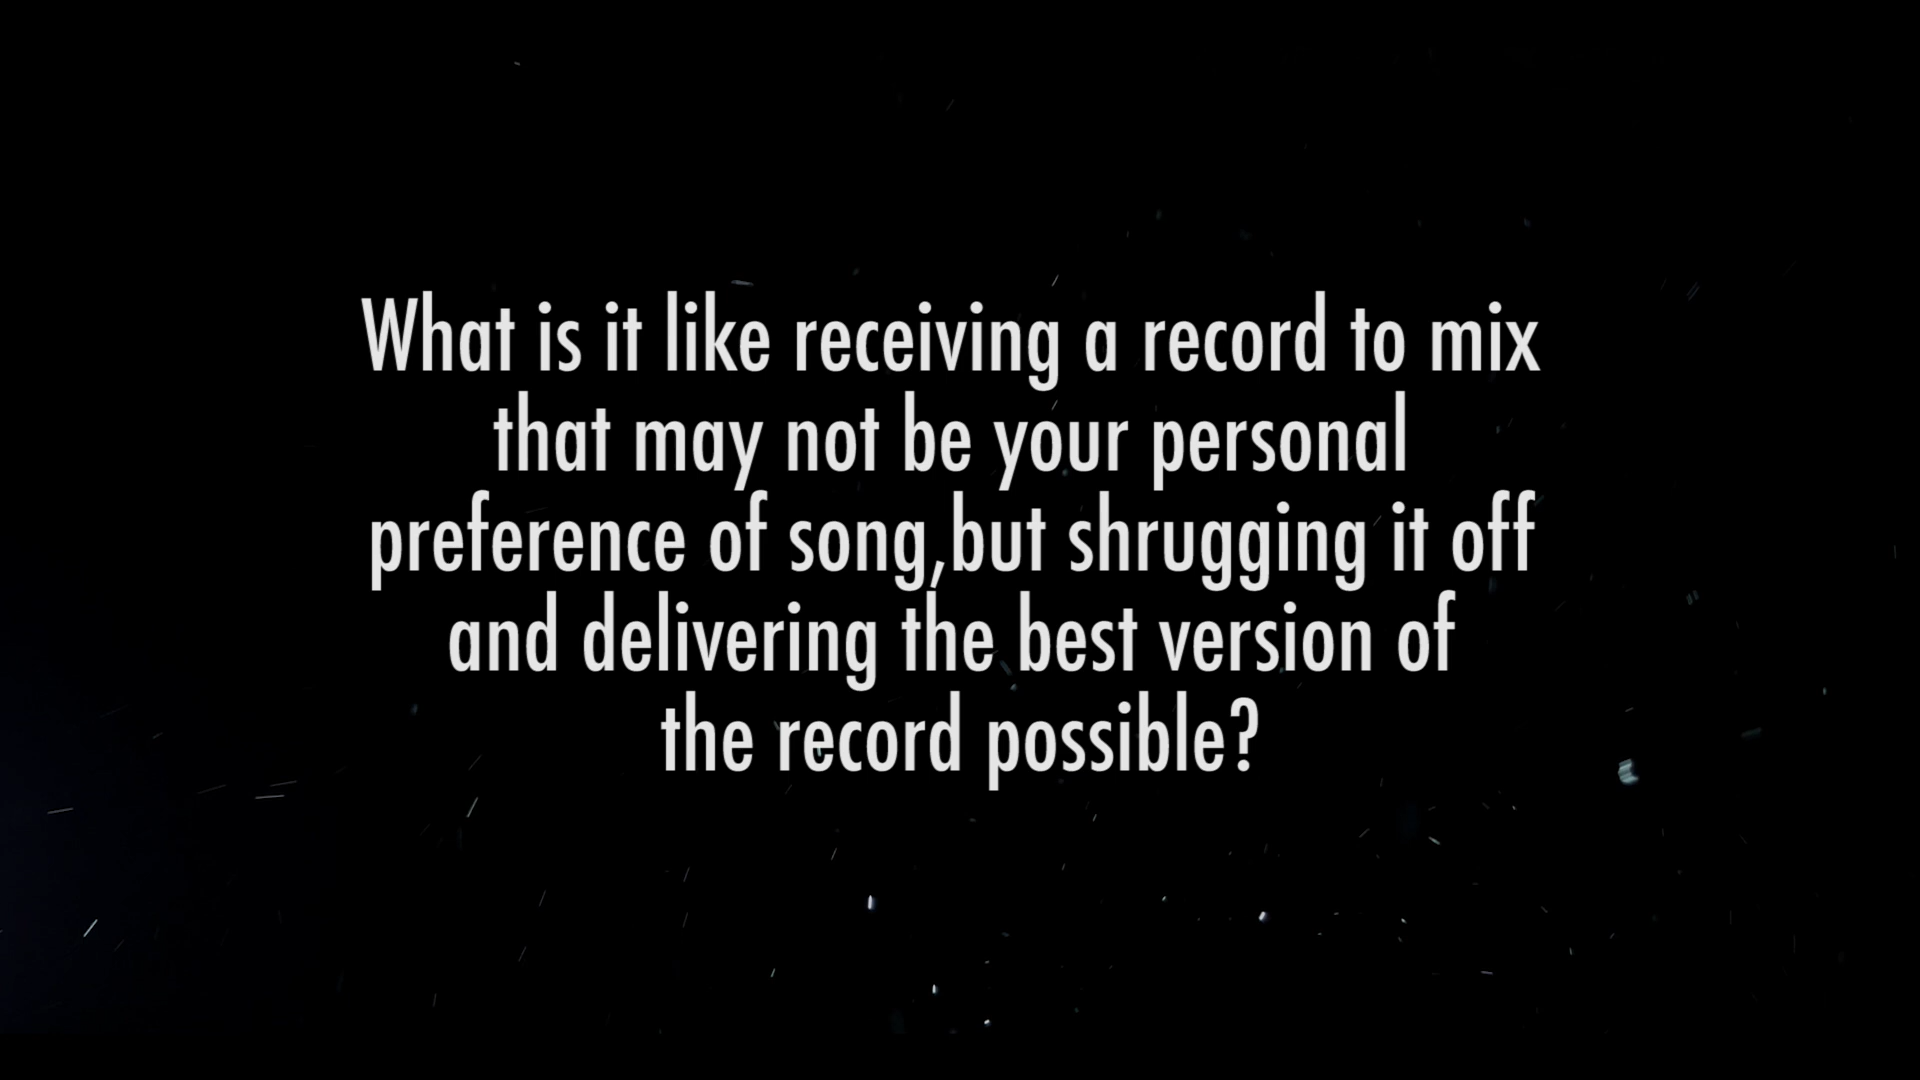 What is it like receiving a record to mix
that may not be your personal
preference of song,but shrugging it off
and delivering the best version of
the record possible?